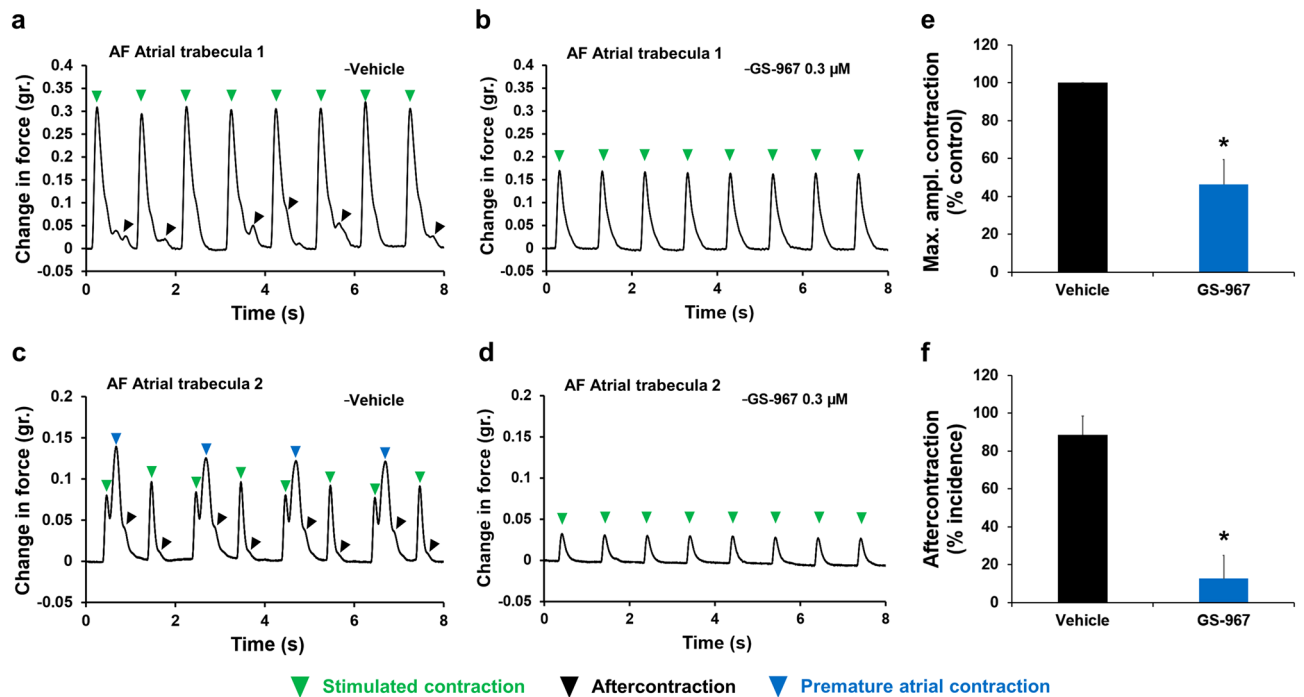 a
AF Atrial trabecula 1
-Vehicle
Change in force (gr.)
0.4
0.35
0.3
0.25
0.2
0.15
0.1
0.05
0
-0.05
0 2 4 6 8
Time (s)
b
AF Atrial trabecula 1
-GS-967 0.3 µM
Change in force (gr.)
0.4
0.35
0.3
0.25
0.2
0.15
0.1
0.05
0
-0.05
0 2 4 6 8
Time (s)
e
Max. ampl. contraction
(% control)
120
100
80
60
40
20
0
*
Vehicle GS-967
c
AF Atrial trabecula 2
-Vehicle
Change in force (gr.)
0.2
0.15
0.1
0.05
0
-0.05
0 2 4 6 8
Time (s)
d
AF Atrial trabecula 2
-GS-967 0.3 µM
Change in force (gr.)
0.2
0.15
0.1
0.05
0
-0.05
0 2 4 6 8
Time (s)
f
Aftercontraction
(% incidence)
120
100
80
60
40
20
0
*
Vehicle GS-967
Stimulated contraction Aftercontraction Premature atrial contraction